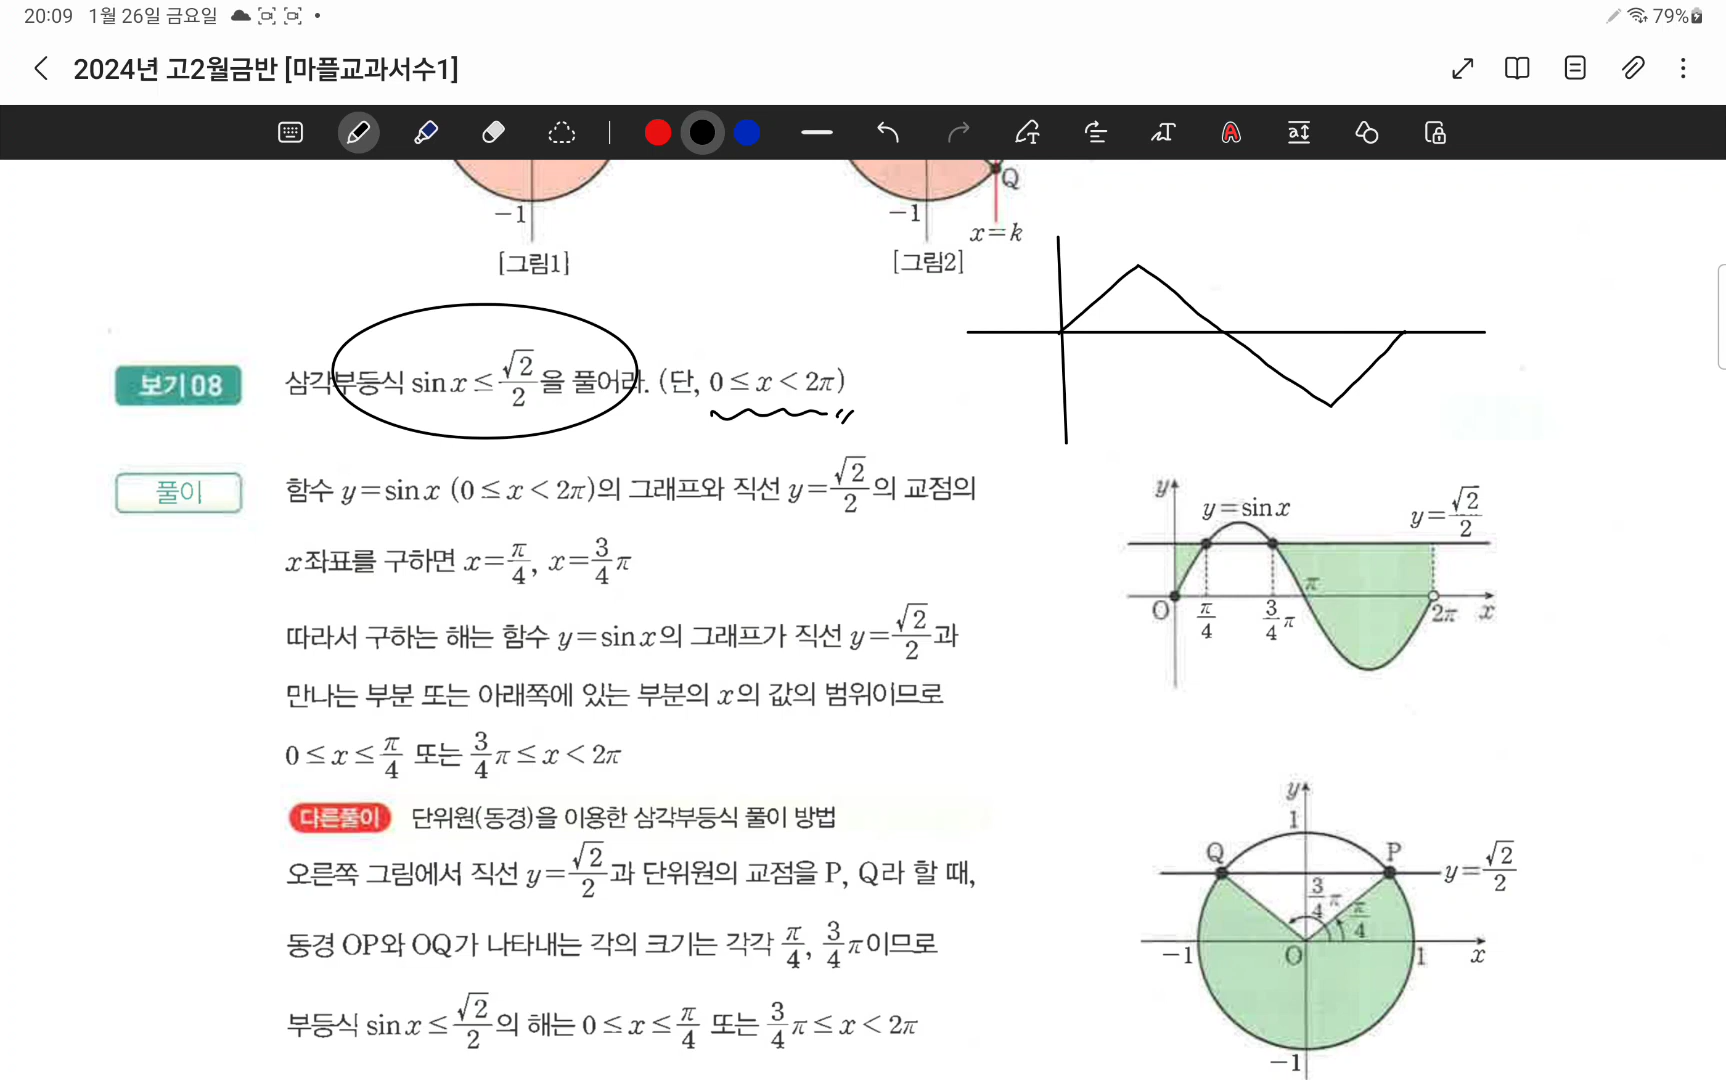 20:09 1월 26일 금요일
79%
2024년 고2월금반 [마플교과서수1]
-1
[그림1]
-1
Q
x=k
[그림2]
보기 08 삼각부등식 sin x ≤ √2/2 을 풀어라. (단, 0 ≤ x < 2π)
풀이 함수 y = sin x (0 ≤ x < 2π)의 그래프와 직선 y = √2/2 의 교점의
x좌표를 구하면 x = π/4, x = 3/4 π
따라서 구하는 해는 함수 y = sin x의 그래프가 직선 y = √2/2 과
만나는 부분 또는 아래쪽에 있는 부분의 x의 값의 범위이므로
0 ≤ x ≤ π/4 또는 3/4 π ≤ x < 2π
y
y = sin x
y = √2/2
O
π/4
3/4 π
π
2π
x
다른풀이 단위원(동경)을 이용한 삼각부등식 풀이 방법
오른쪽 그림에서 직선 y = √2/2 과 단위원의 교점을 P, Q라 할 때,
동경 OP와 OQ가 나타내는 각의 크기는 각각 π/4, 3/4 π이므로
부등식 sin x ≤ √2/2 의 해는 0 ≤ x ≤ π/4 또는 3/4 π ≤ x < 2π
y
1
Q
P
y = √2/2
3/4 π
π/4
-1
O
1
x
-1